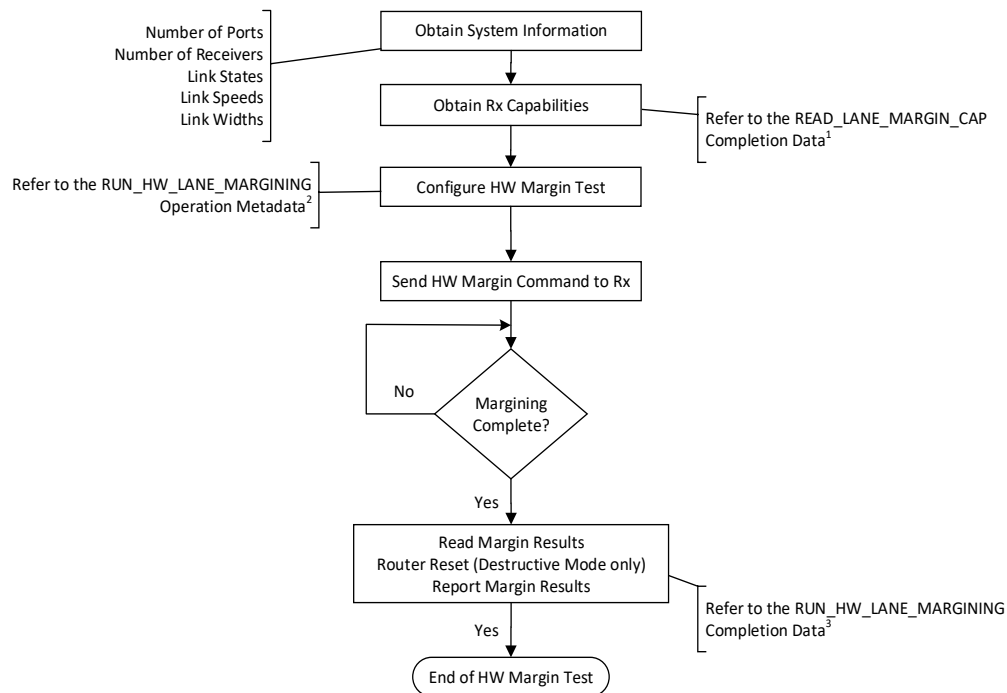 Number of Ports
Number of Receivers
Link States
Link Speeds
Link Widths
Obtain System Information
Obtain Rx Capabilities
Refer to the READ_LANE_MARGIN_CAP
Completion Data1
Refer to the RUN_HW_LANE_MARGINING
Operation Metadata2
Configure HW Margin Test
Send HW Margin Command to Rx
No
Margining
Complete?
Yes
Read Margin Results
Router Reset (Destructive Mode only)
Report Margin Results
Refer to the RUN_HW_LANE_MARGINING
Completion Data3
Yes
End of HW Margin Test